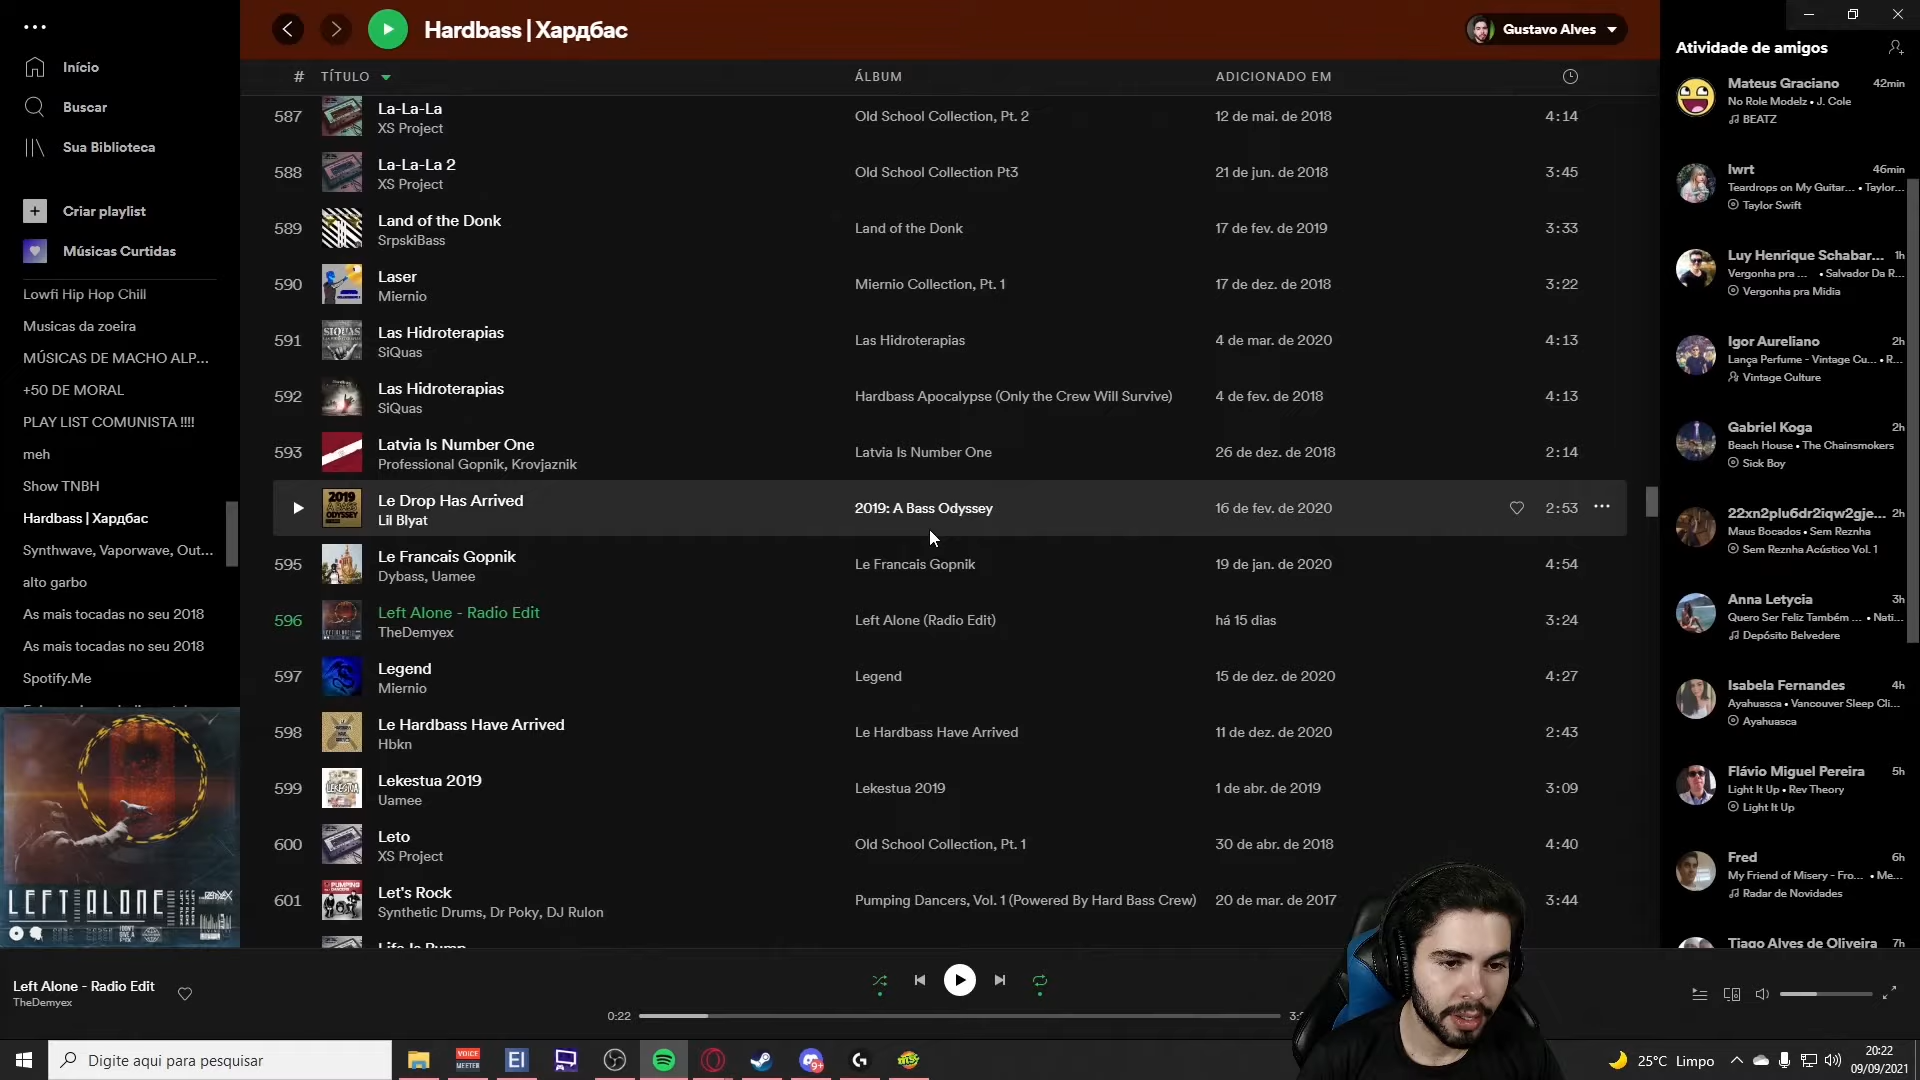 Início
Buscar
Sua Biblioteca
Criar playlist
Músicas Curtidas
Lowfi Hip Hop Chill
Musicas da zoeira
MÚSICAS DE MACHO ALP...
+50 DE MORAL
PLAY LIST COMUNISTA !!!!
meh
Show TNBH
Hardbass | Хардбас
Synthwave, Vaporwave, Out...
alto garbo
As mais tocadas no seu 2018
As mais tocadas no seu 2018
Spotify.Me
LEFT ALONE
Hardbass | Хардбас
Gustavo Alves
# TÍTULO ÁLBUM ADICIONADO EM
587 La-La-La Old School Collection, Pt. 2 12 de mai. de 2018 4:14
XS Project
588 La-La-La 2 Old School Collection Pt3 21 de jun. de 2018 3:45
XS Project
589 Land of the Donk Land of the Donk 17 de fev. de 2019 3:33
SrpskiBass
590 Laser Miernio Collection, Pt. 1 17 de dez. de 2018 3:22
Miernio
591 Las Hidroterapias Las Hidroterapias 4 de mar. de 2020 4:13
SiQuas
592 Las Hidroterapias Hardbass Apocalypse (Only the Crew Will Survive) 4 de fev. de 2018 4:13
SiQuas
593 Latvia Is Number One Latvia Is Number One 26 de dez. de 2018 2:14
Professional Gopnik, Krovjaznik
Le Drop Has Arrived 2019: A Bass Odyssey 16 de fev. de 2020 2:53
Lil Blyat
595 Le Francais Gopnik Le Francais Gopnik 19 de jan. de 2020 4:54
Dybass, Uamee
596 Left Alone - Radio Edit Left Alone (Radio Edit) há 15 dias 3:24
TheDemyex
597 Legend Legend 15 de dez. de 2020 4:27
Miernio
598 Le Hardbass Have Arrived Le Hardbass Have Arrived 11 de dez. de 2020 2:43
Hbkn
599 Lekestua 2019 Lekestua 2019 1 de abr. de 2019 3:09
Uamee
600 Leto Old School Collection, Pt. 1 30 de abr. de 2018 4:40
XS Project
601 Let's Rock Pumping Dancers, Vol. 1 (Powered By Hard Bass Crew) 20 de mar. de 2017 3:44
Synthetic Drums, Dr Poky, DJ Rulon
Life Is Pump
Atividade de amigos
Mateus Graciano 42min
No Role Modelz • J. Cole
BEATZ
lwrt 46min
Teardrops on My Guitar... • Taylor...
Taylor Swift
Luy Henrique Schabar... 1h
Vergonha pra ... • Salvador Da R...
Vergonha pra Midia
Igor Aureliano 2h
Lança Perfume - Vintage Cu... • R...
Vintage Culture
Gabriel Koga 2h
Beach House • The Chainsmokers
Sick Boy
22xn2plu6dr2iqw2gje... 2h
Maus Bocados • Sem Reznha
Sem Reznha Acústico Vol. 1
Anna Letycia 3h
Quero Ser Feliz Também ... • Nati...
Depósito Belvedere
Isabela Fernandes 4h
Ayahuasca • Vancouver Sleep Cli...
Ayahuasca
Flávio Miguel Pereira 5h
Light It Up • Rev Theory
Light It Up
Fred 6h
My Friend of Misery - Fro... • Me...
Radar de Novidades
Tiago Alves de Oliveira 7h
Left Alone - Radio Edit
TheDemyex
0:22
Digite aqui para pesquisar
VOICE
MEETER
EI
25°C Limpo
20:22
09/09/2021